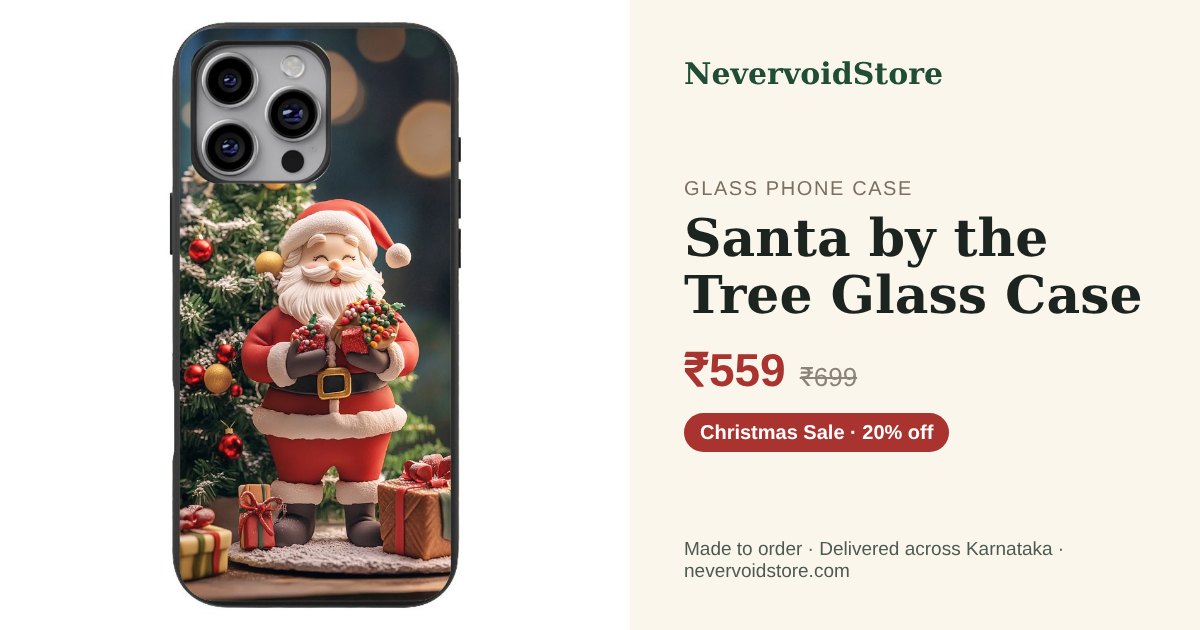 NevervoidStore
GLASS PHONE CASE
Santa by the
Tree Glass Case
₹559 ₹699
Christmas Sale · 20% off
Made to order · Delivered across Karnataka ·
nevervoidstore.com